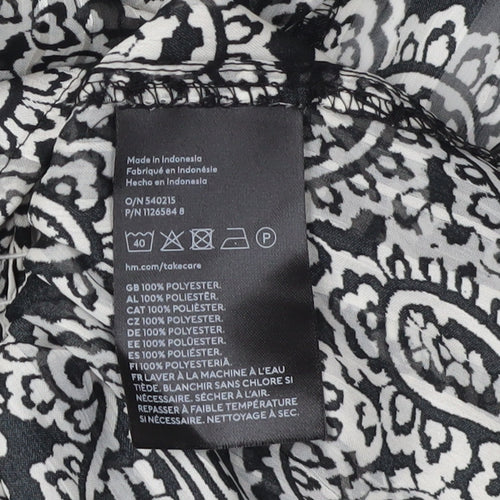 Made in Indonesia
Fabriqué en Indonésie
Hecho en Indonesia
O/N 540215
P/N 1126584 8
40 P
hm.com/takecare
GB 100% POLYESTER.
AL 100% POLIESTËR.
CAT 100% POLIÈSTER.
CZ 100% POLYESTER.
DE 100% POLYESTER.
EE 100% POLÜESTER.
ES 100% POLIÉSTER.
FI 100% POLYESTERIÄ.
FR LAVER À LA MAIN À L'EAU
TIÈDE. BLANCHIR SANS CHLORE SI
NÉCESSAIRE. SÉCHER À L'AIR.
REPASSER À FAIBLE TEMPÉRATURE
SI NÉCESSAIRE. NETTOYAGE À SEC.